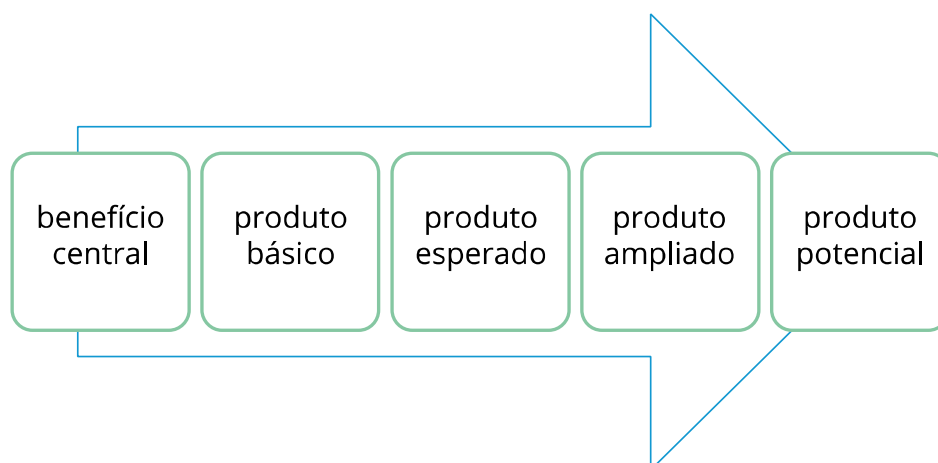 benefício
central
produto
básico
produto
esperado
produto
ampliado
produto
potencial